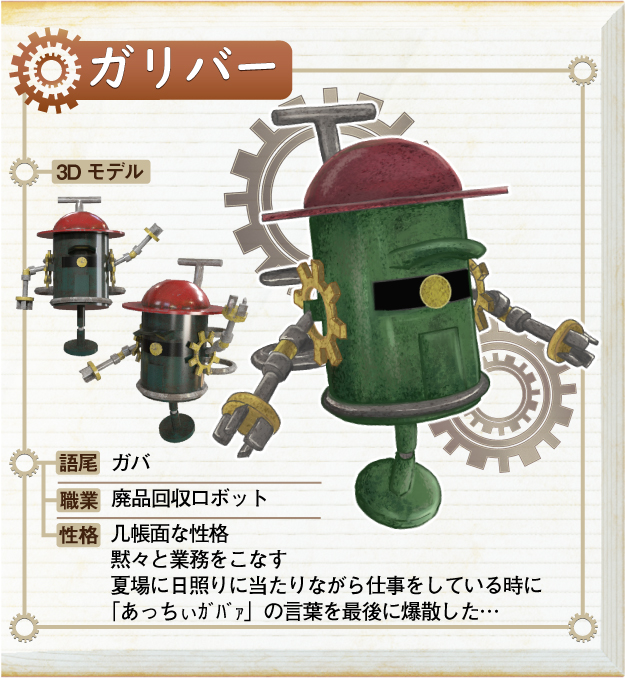 ガリバー
3D モデル
語尾 ガバ
職業 廃品回収ロボット
性格 几帳面な性格
黙々と業務をこなす
夏場に日照りに当たりながら仕事をしている時に
「あっちぃｶﾞﾊﾞｧ」の言葉を最後に爆散した…